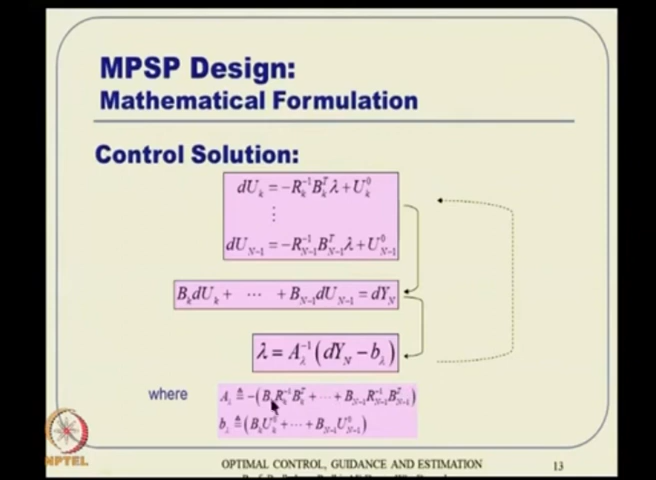 MPSP Design:
Mathematical Formulation
Control Solution:
dU_k = −R_k^{-1} B_k^T λ + U_k^0
⋮
dU_{N-1} = −R_{N-1}^{-1} B_{N-1}^T λ + U_{N-1}^0
B_k dU_k + ⋯ + B_{N-1} dU_{N-1} = dY_N
λ = A_λ^{-1} (dY_N − b_λ)
where A_λ ≜ −(B_k R_k^{-1} B_k^T + ⋯ + B_{N-1} R_{N-1}^{-1} B_{N-1}^T)
b_λ ≜ (B_k U_k^0 + ⋯ + B_{N-1} U_{N-1}^0)
NPTEL
OPTIMAL CONTROL, GUIDANCE AND ESTIMATION 13